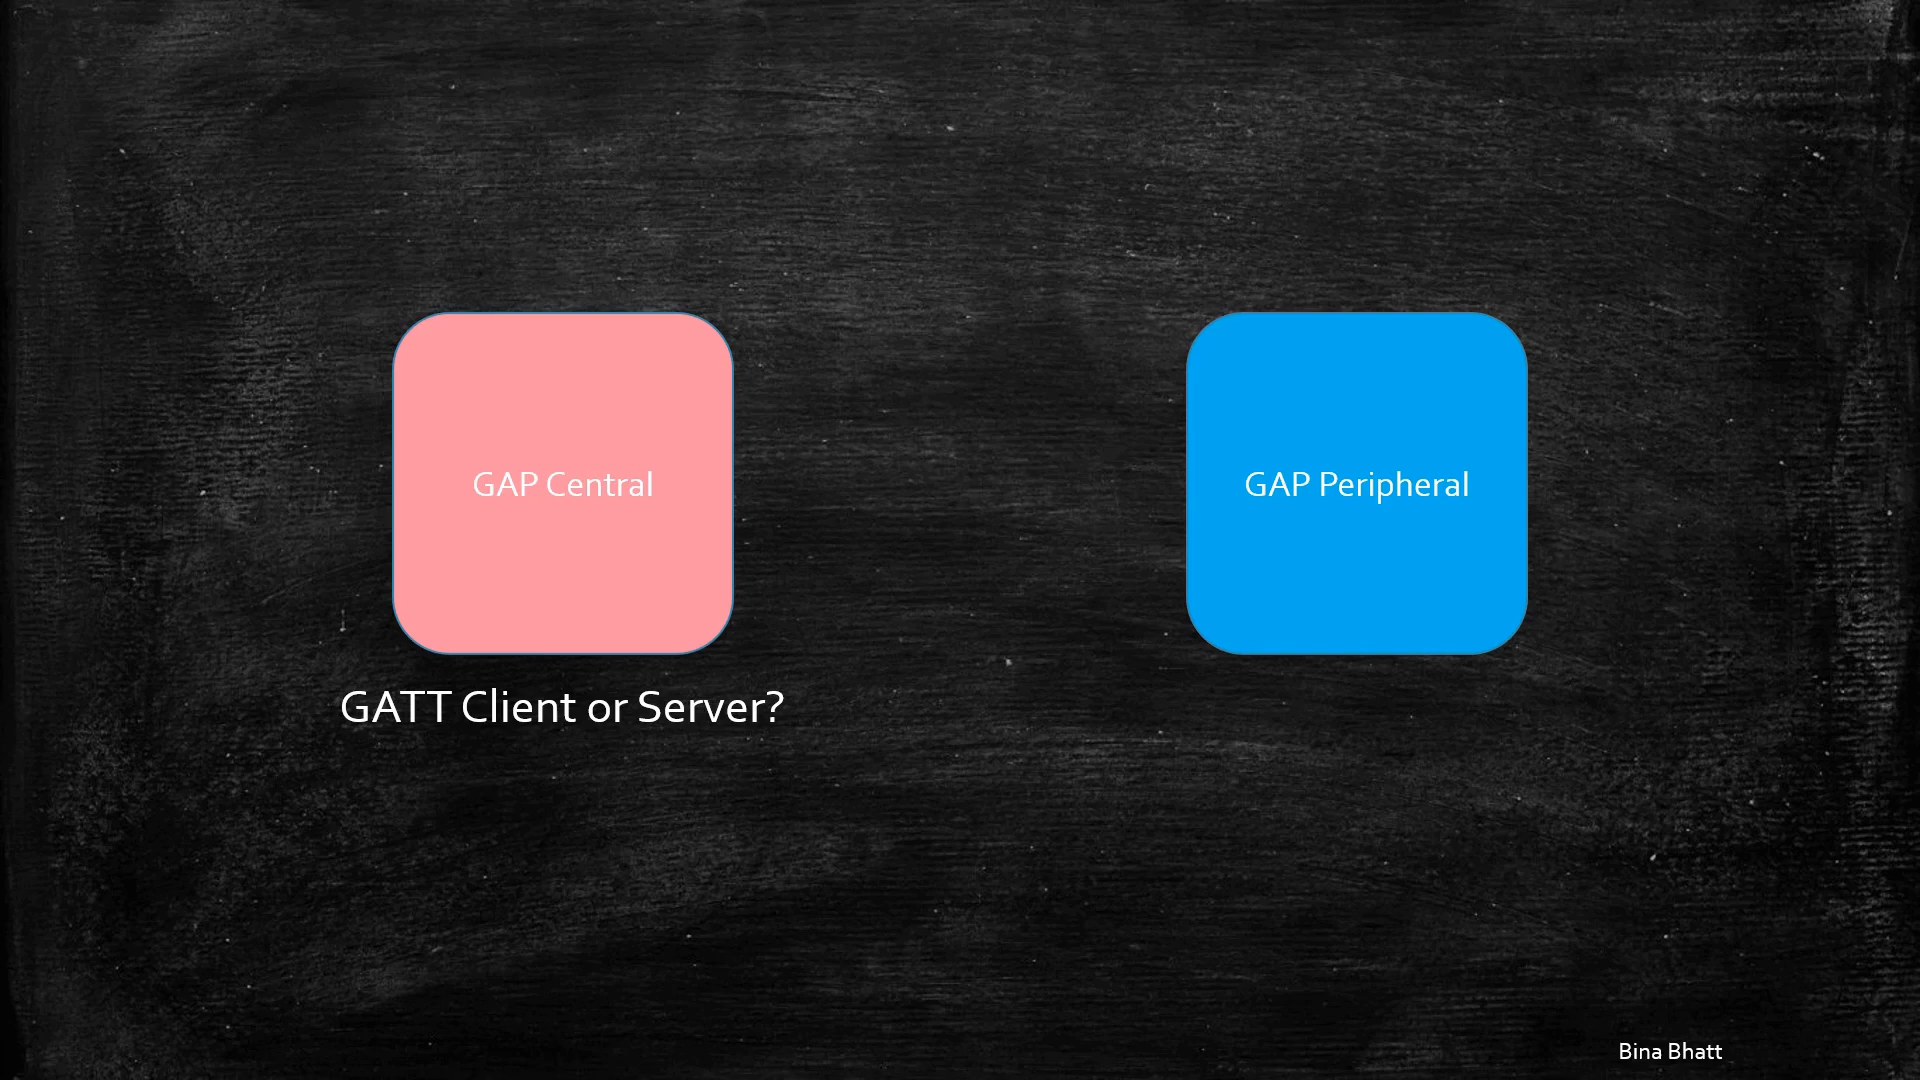 GAP Central
GAP Peripheral
GATT Client or Server?
Bina Bhatt